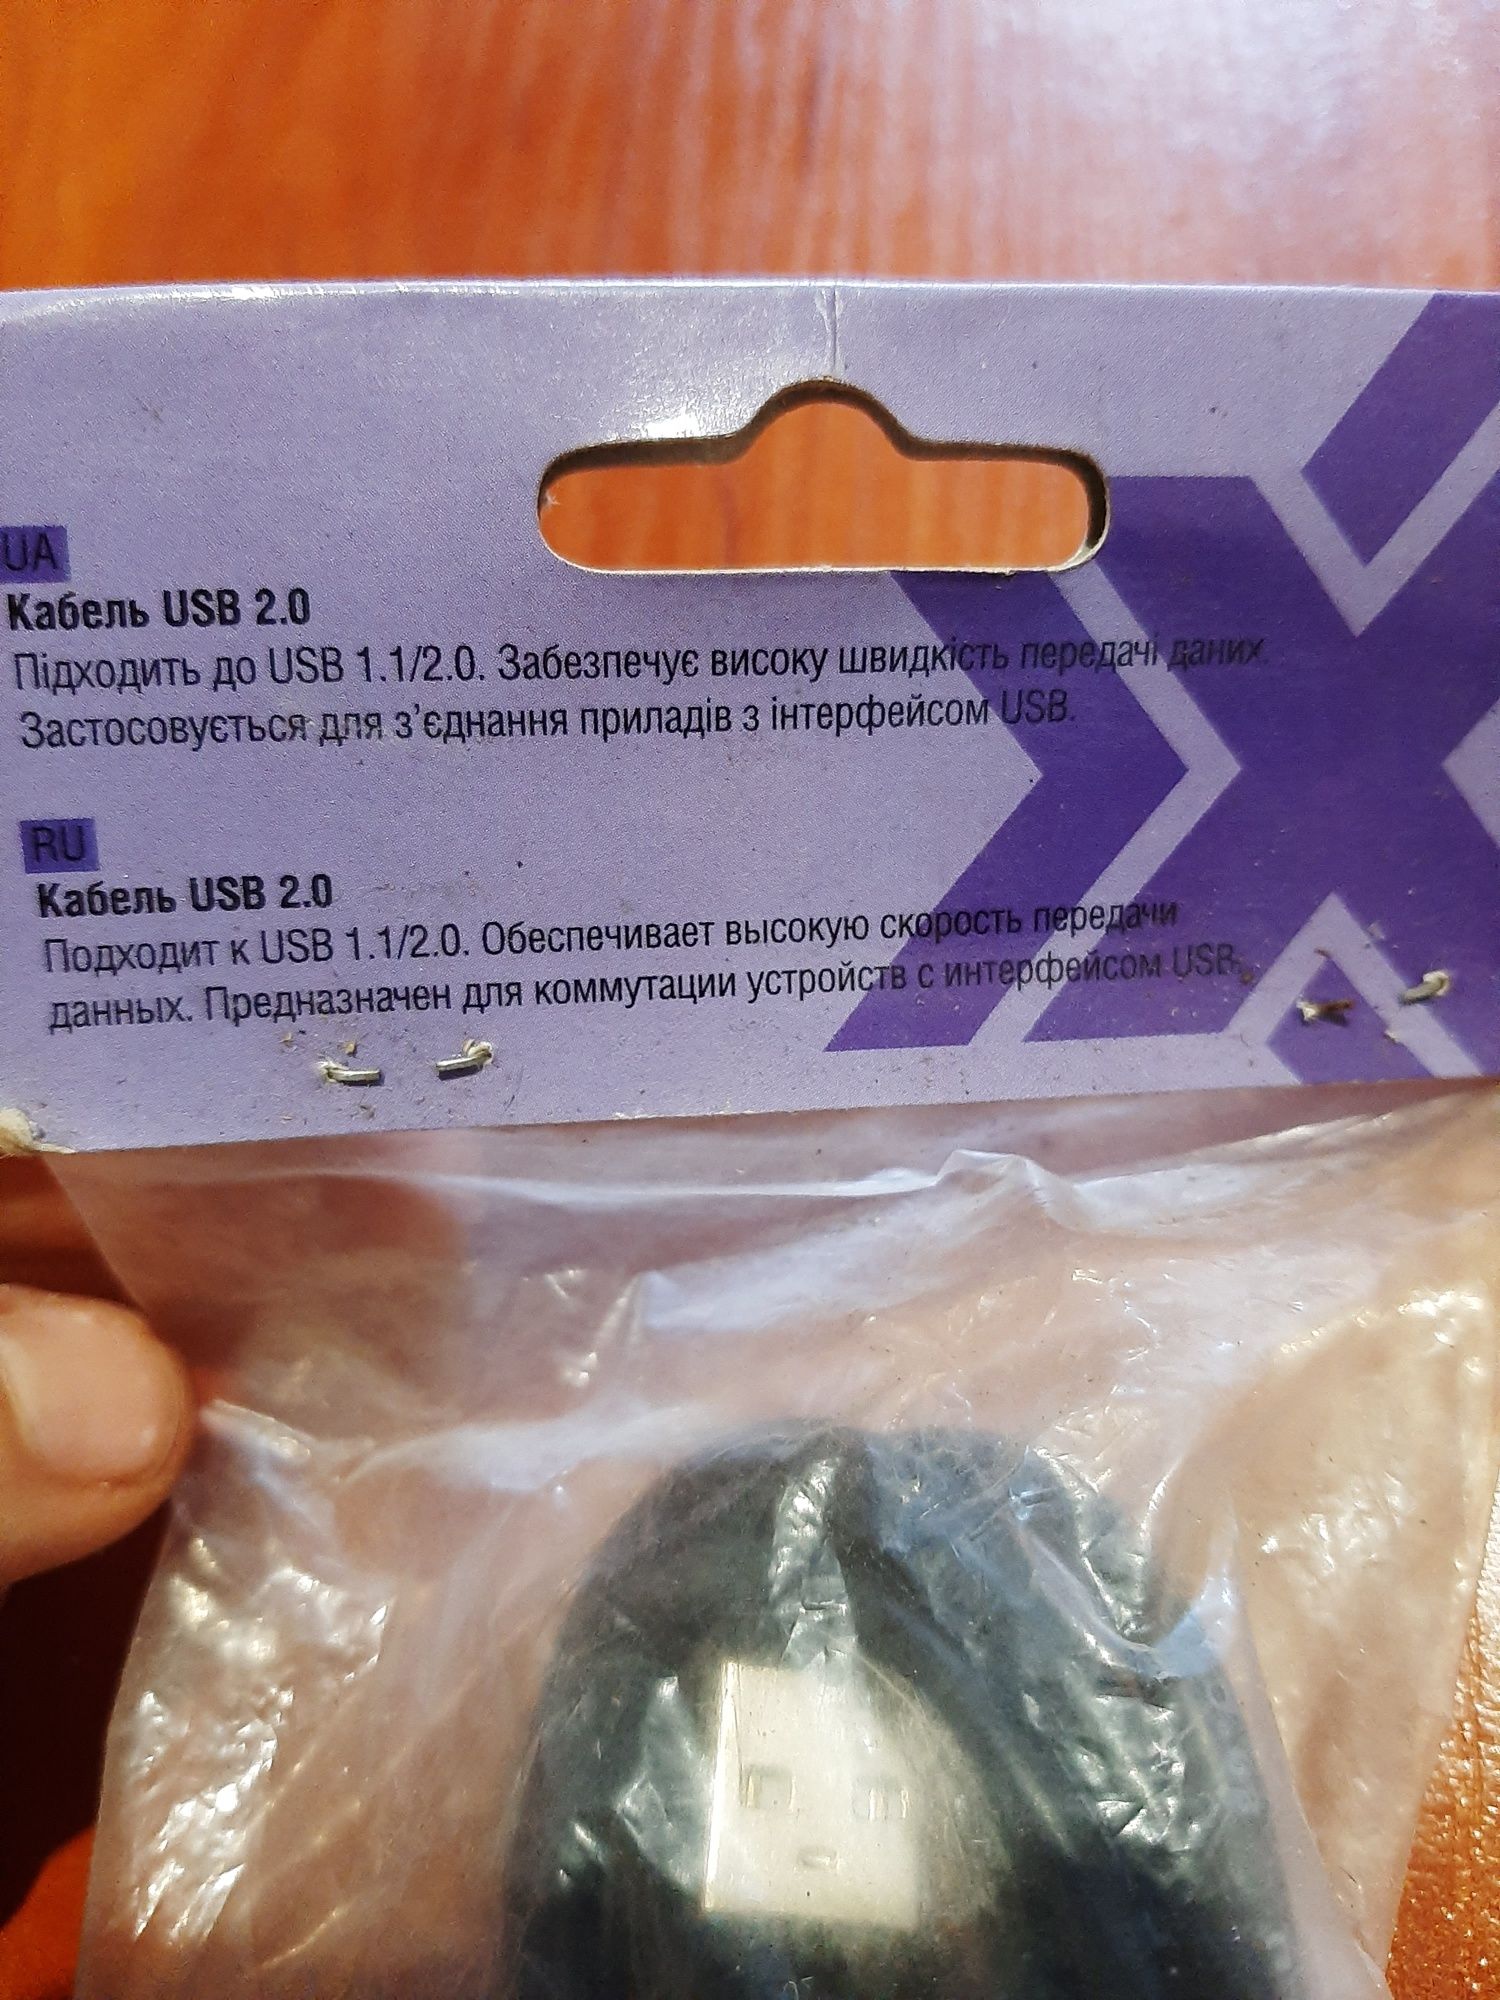 UA
Кабель USB 2.0
Підходить до USB 1.1/2.0. Забезпечує високу швидкість передачі даних.
Застосовується для з’єднання приладів з інтерфейсом USB.
RU
Кабель USB 2.0
Подходит к USB 1.1/2.0. Обеспечивает высокую скорость передачи
данных. Предназначен для коммутации устройств с интерфейсом USB.